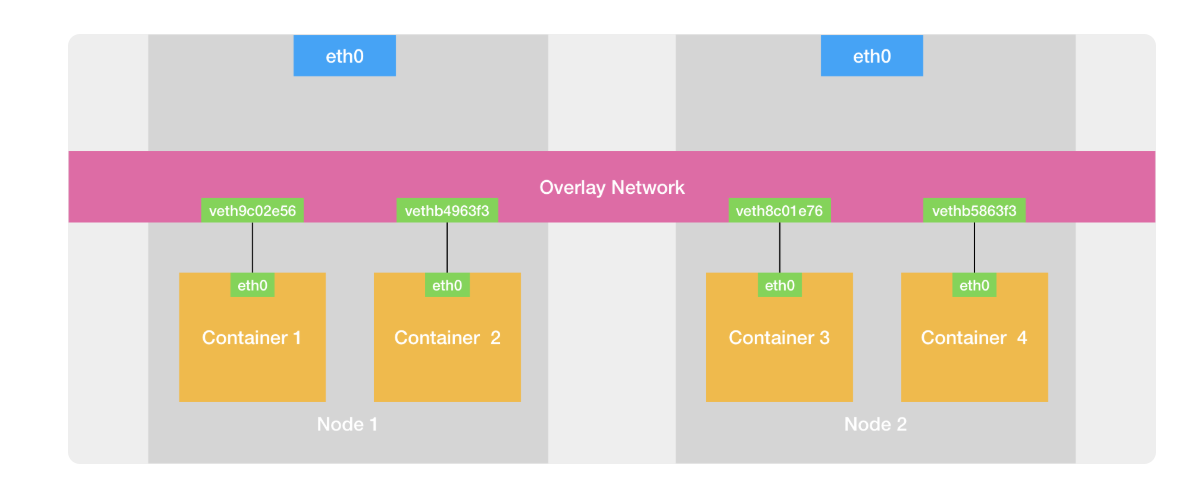 eth0
eth0
Overlay Network
veth9c02e56
vethb4963f3
veth8c01e76
vethb5863f3
eth0
eth0
eth0
eth0
Container 1
Container  2
Container 3
Container  4
Node 1
Node 2